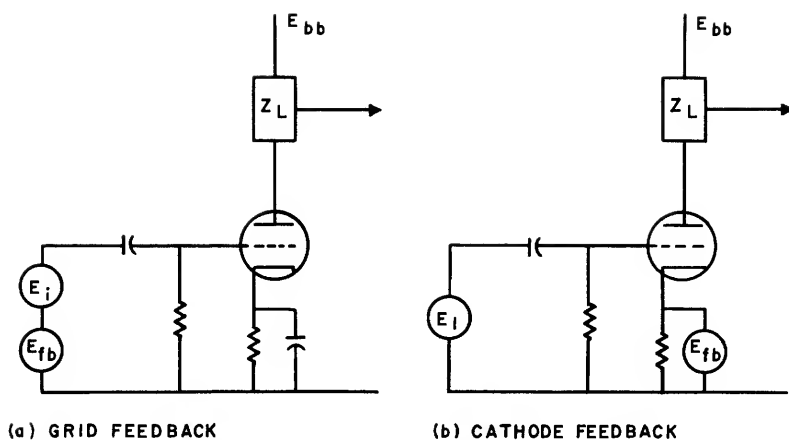 E bb
E bb
Z L
Z L
E i
E fb
E I
E fb
(a) GRID FEEDBACK
(b) CATHODE FEEDBACK